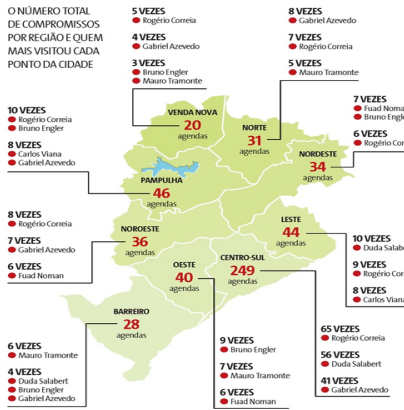 O NÚMERO TOTAL
DE COMPROMISSOS
POR REGIÃO E QUEM
MAIS VISITOU CADA
PONTO DA CIDADE
5 VEZES
Rogério Correia
4 VEZES
Gabriel Azevedo
3 VEZES
Bruno Engler
Mauro Tramonte
8 VEZES
Gabriel Azevedo
7 VEZES
Rogério Correia
5 VEZES
Mauro Tramonte
7 VEZES
Fuad Noma
Bruno Engle
6 VEZES
Rogério Cor
10 VEZES
Rogério Correia
Bruno Engler
8 VEZES
Carlos Viana
Gabriel Azevedo
VENDA NOVA
20
agendas
NORTE
31
agendas
NORDESTE
34
agendas
PAMPULHA
46
agendas
8 VEZES
Rogério Correia
7 VEZES
Gabriel Azevedo
6 VEZES
Fuad Noman
NOROESTE
36
agendas
LESTE
44
agendas
OESTE
40
agendas
CENTRO-SUL
249
agendas
BARREIRO
28
agendas
10 VEZES
Duda Salabe
9 VEZES
Rogério Cor
8 VEZES
Carlos Viana
6 VEZES
Mauro Tramonte
4 VEZES
Duda Salabert
Bruno Engler
Gabriel Azevedo
9 VEZES
Bruno Engler
7 VEZES
Mauro Tramonte
6 VEZES
Fuad Noman
65 VEZES
Rogério Correia
56 VEZES
Duda Salabert
41 VEZES
Gabriel Azevedo